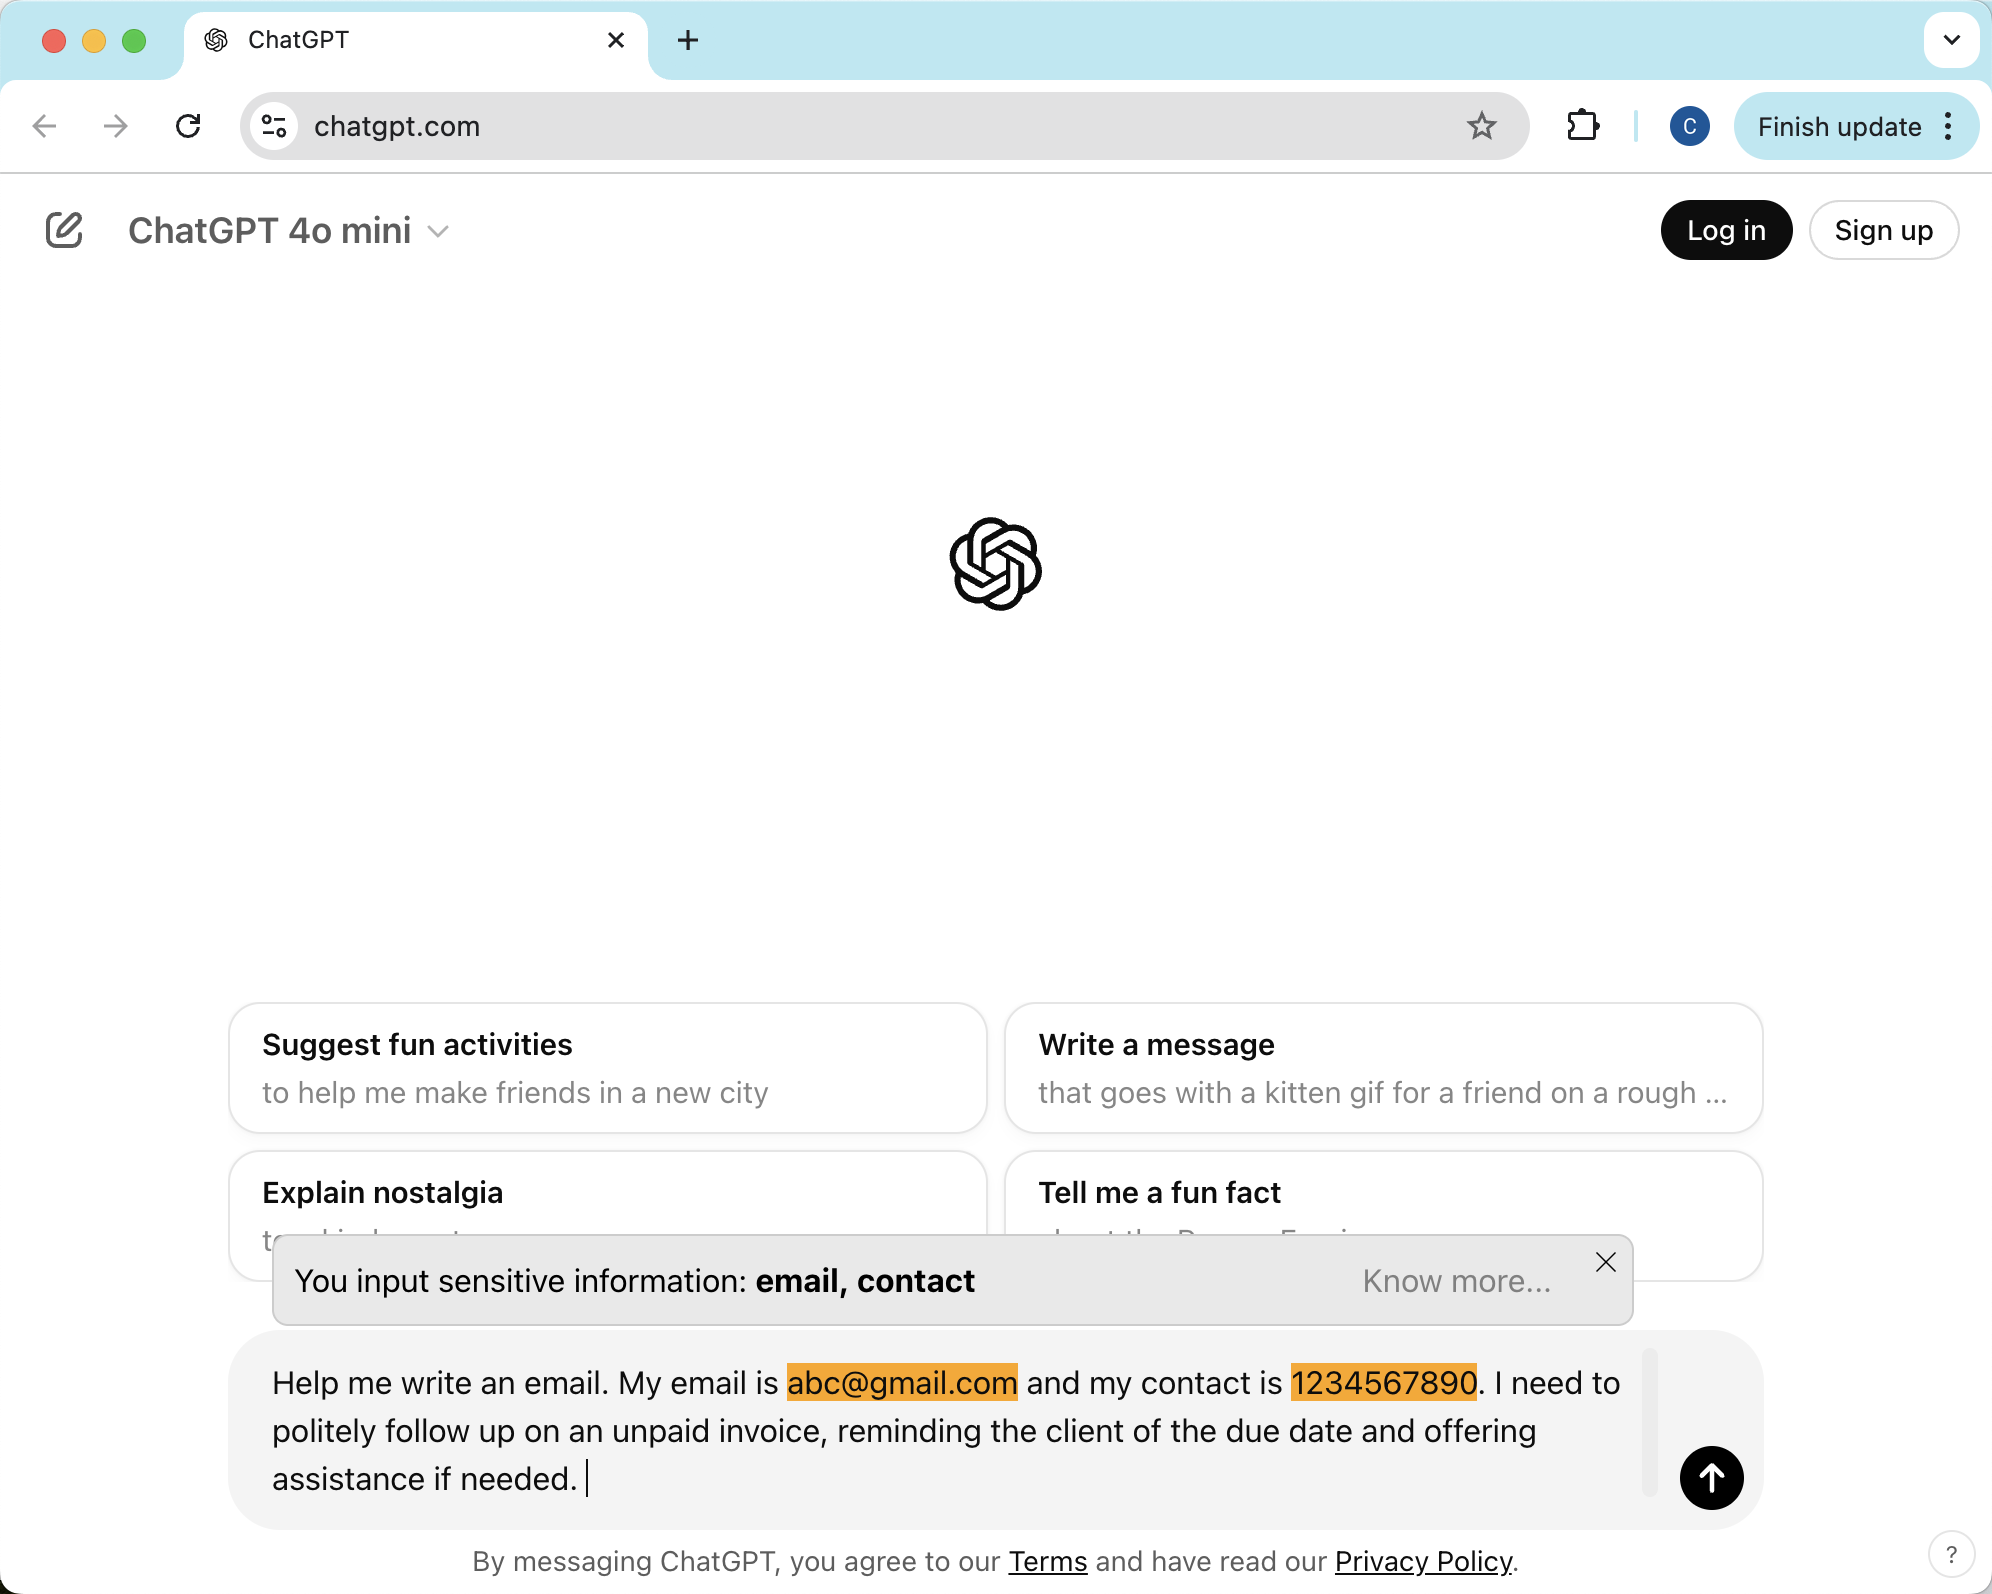 ChatGPT
chatgpt.com
C
Finish update
ChatGPT 4o mini
Log in
Sign up
Suggest fun activities
to help me make friends in a new city
Write a message
that goes with a kitten gif for a friend on a rough ...
Explain nostalgia
Tell me a fun fact
You input sensitive information: email, contact
Know more...
Help me write an email. My email is abc@gmail.com and my contact is 1234567890. I need to
politely follow up on an unpaid invoice, reminding the client of the due date and offering
assistance if needed.
By messaging ChatGPT, you agree to our Terms and have read our Privacy Policy.
?